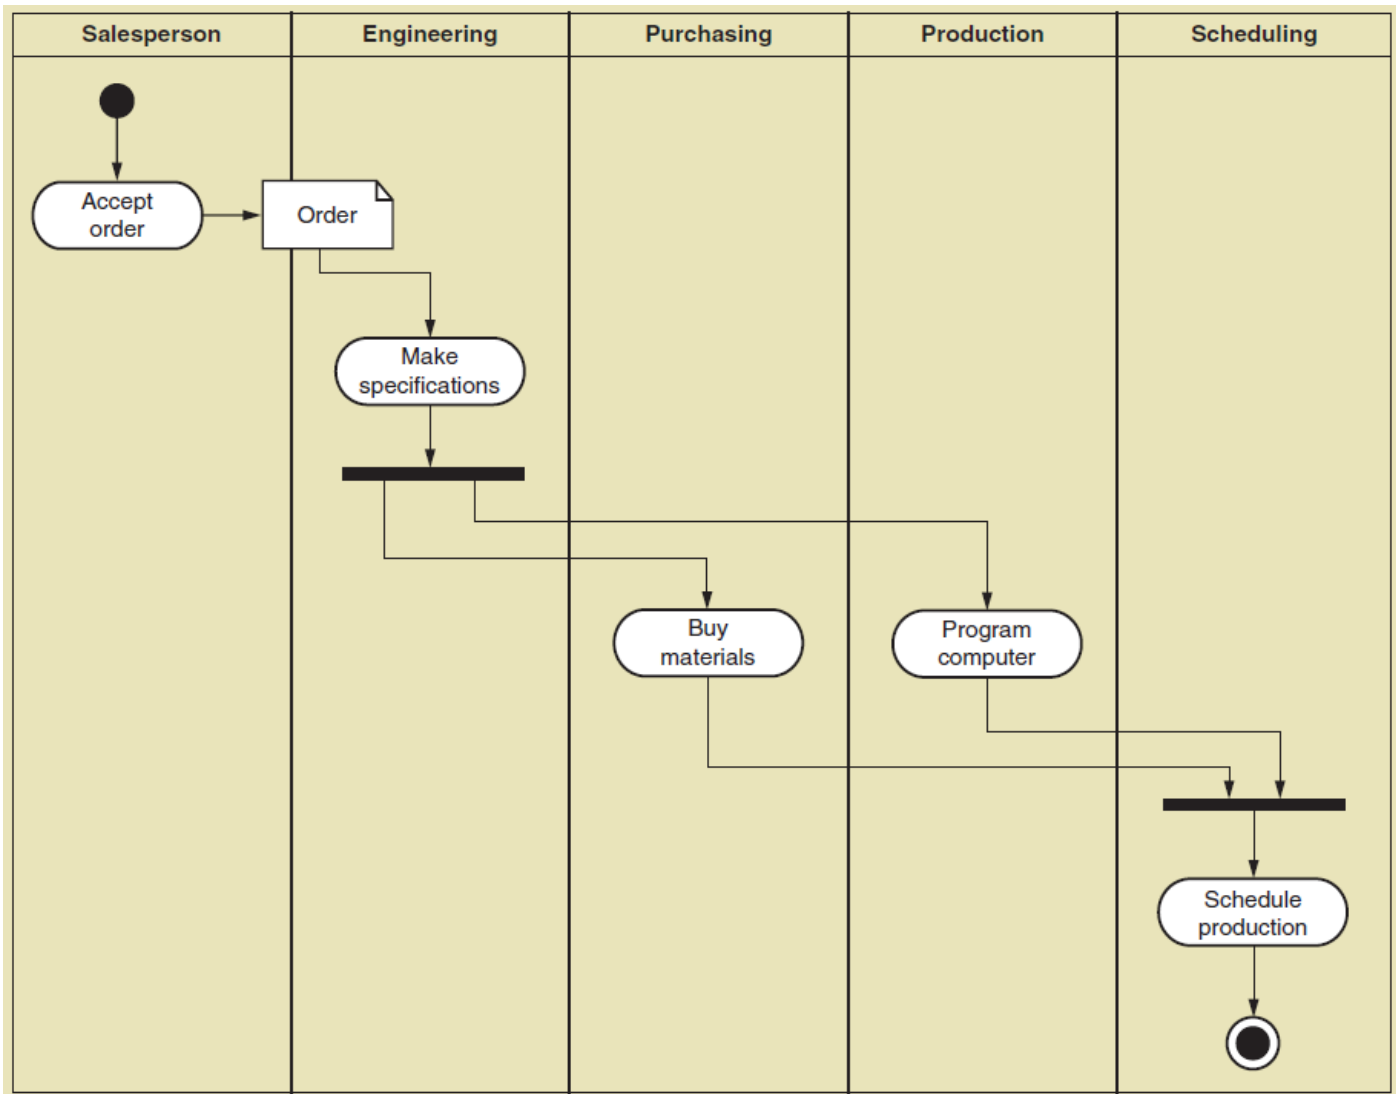 Salesperson
Engineering
Purchasing
Production
Scheduling
Accept
order
Order
Make
specifications
Buy
materials
Program
computer
Schedule
production